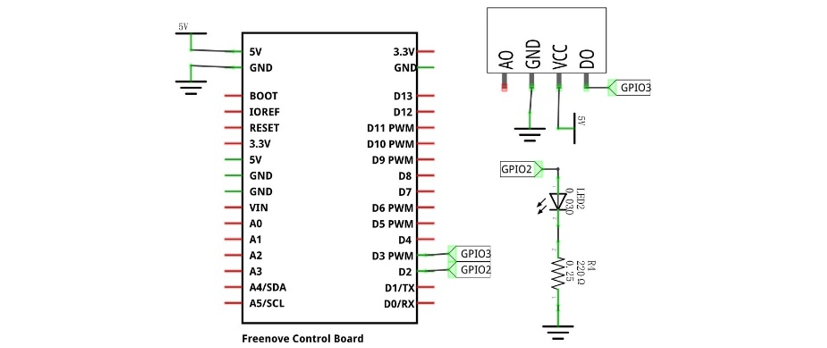 5V
5V
GND
BOOT
IOREF
RESET
3.3V
5V
GND
GND
VIN
A0
A1
A2
A3
A4/SDA
A5/SCL
3.3V
GND
D13
D12
D11 PWM
D10 PWM
D9 PWM
D8
D7
D6 PWM
D5 PWM
D4
D3 PWM
D2
D1/TX
D0/RX
GPIO3
GPIO2
Freenove Control Board
AO
GND
VCC
DO
GPIO3
5V
GPIO2
LED2
R4
220 Ω
0.25